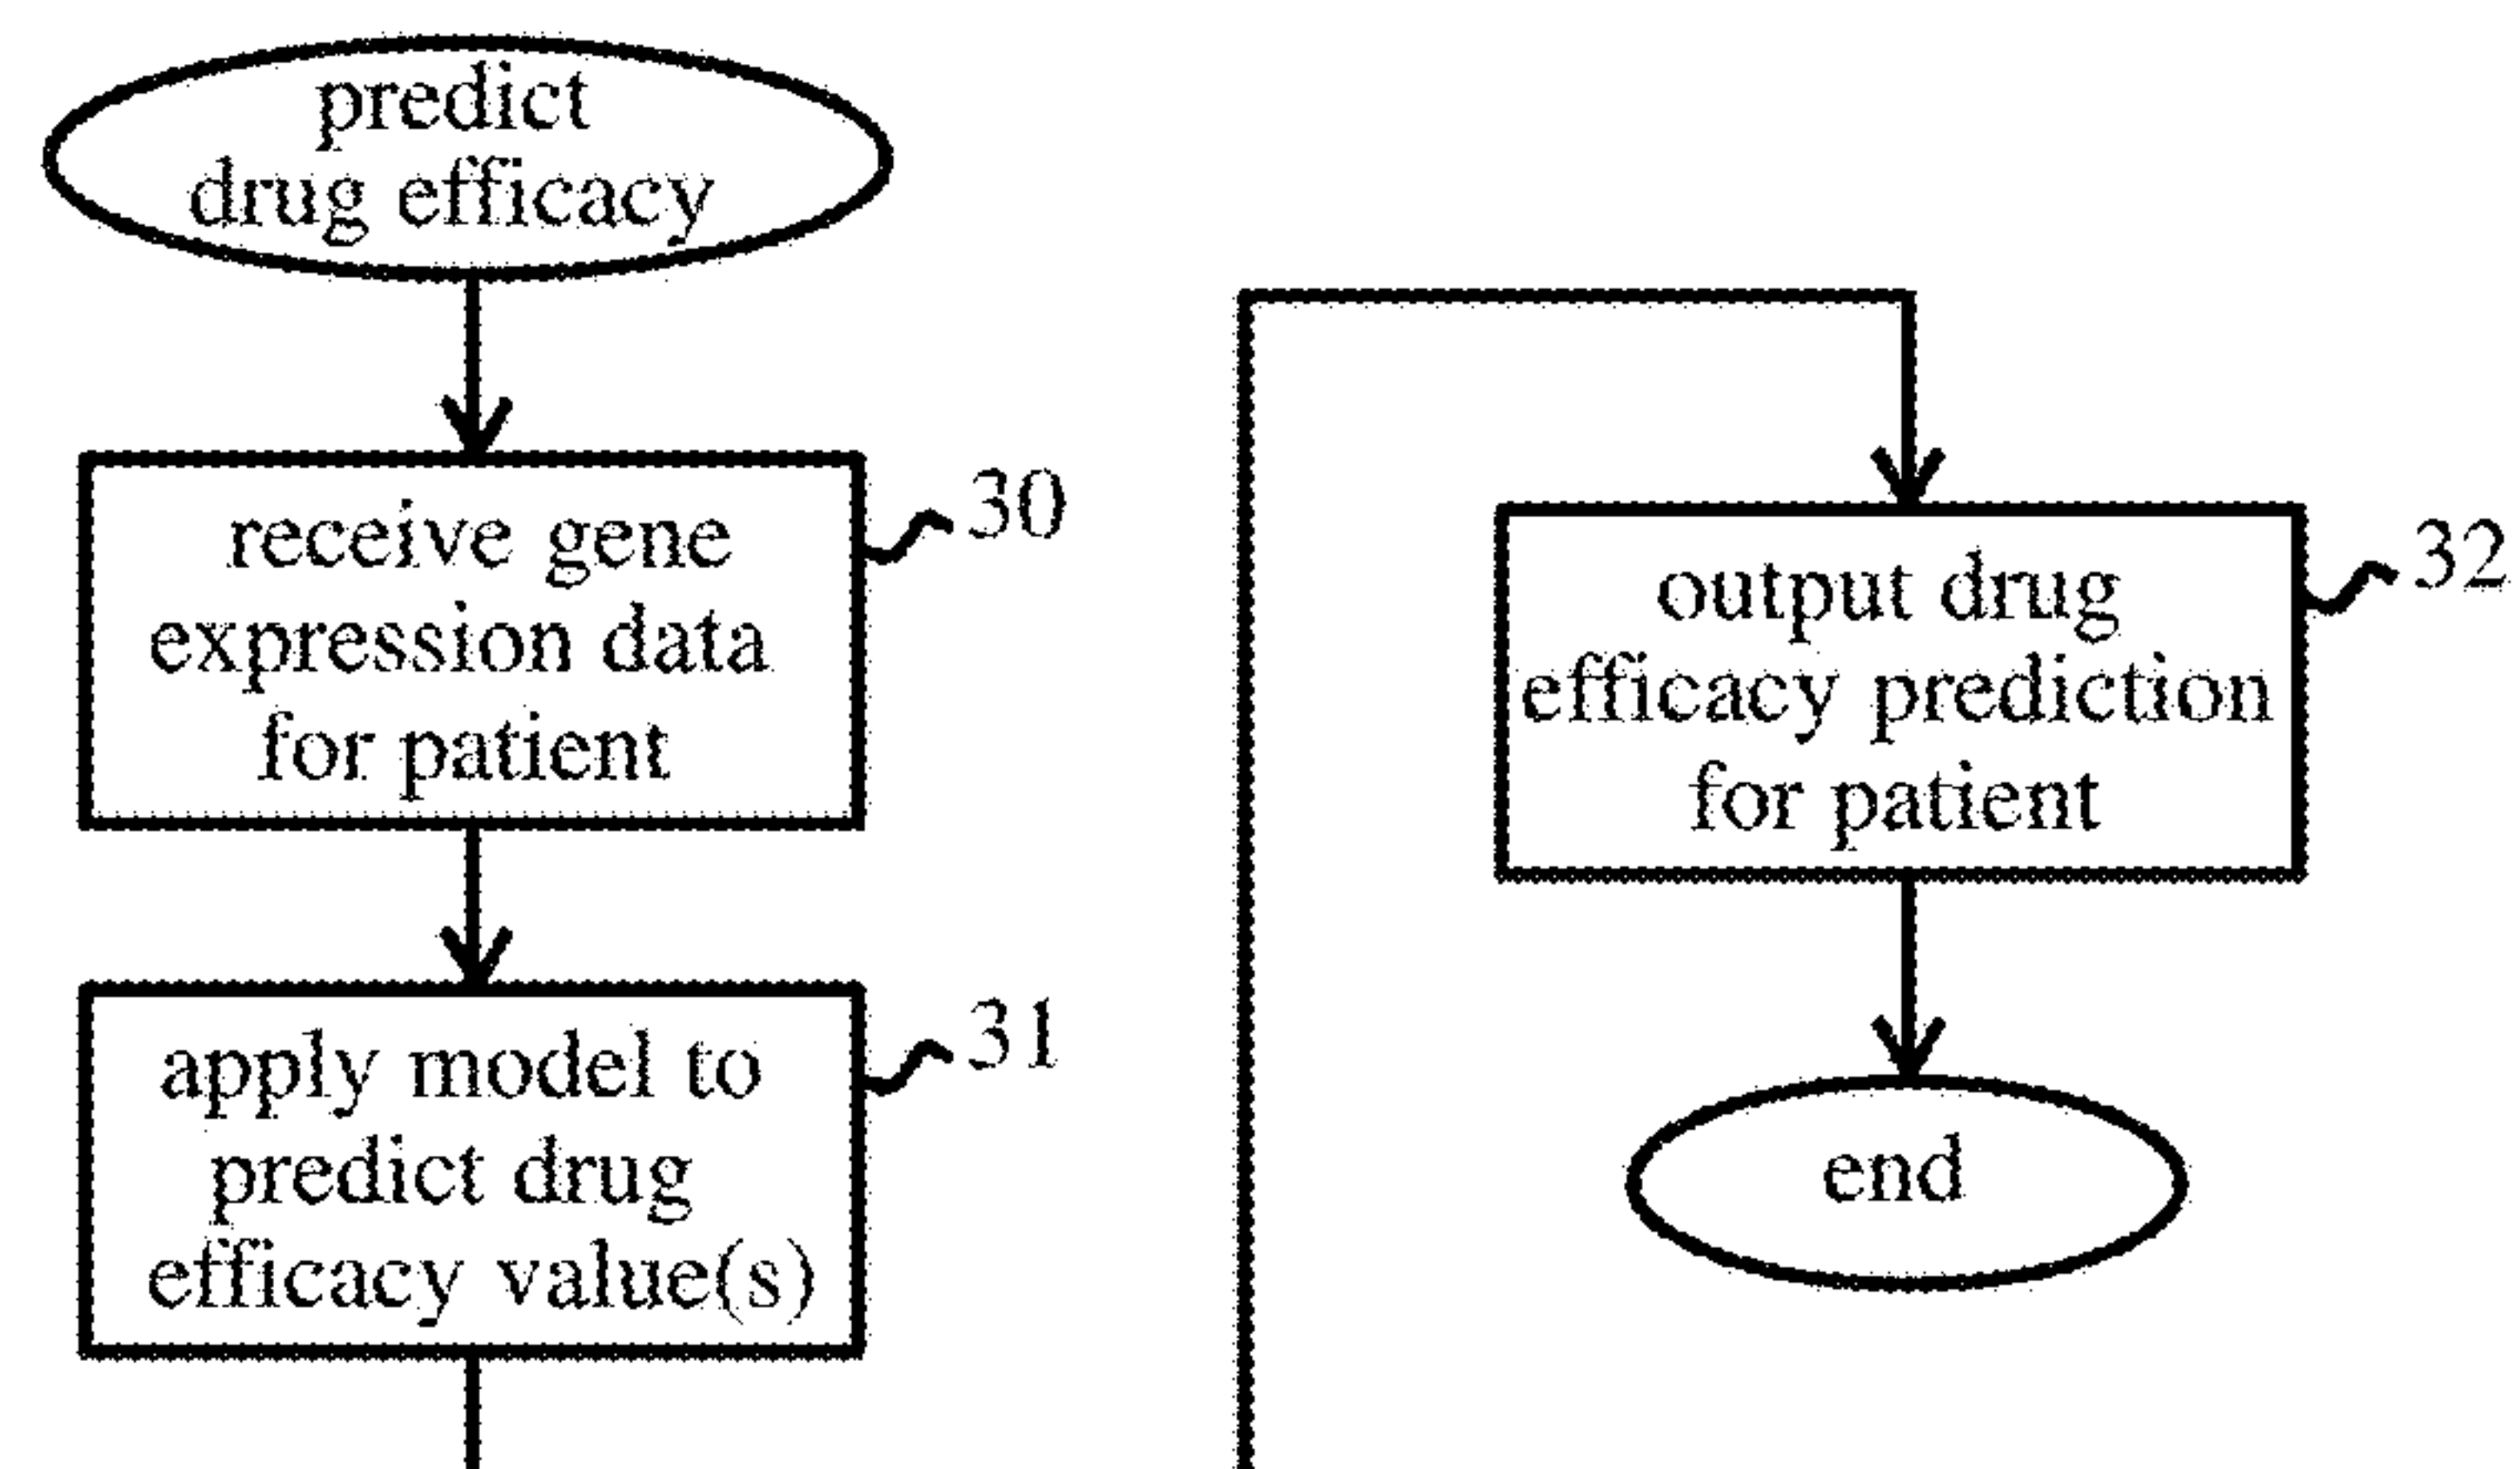 predict
drug efficacy
receive gene
expression data
for patient
30
apply model to
predict drug
efficacy value(s)
31
output drug
efficacy prediction
for patient
32
end